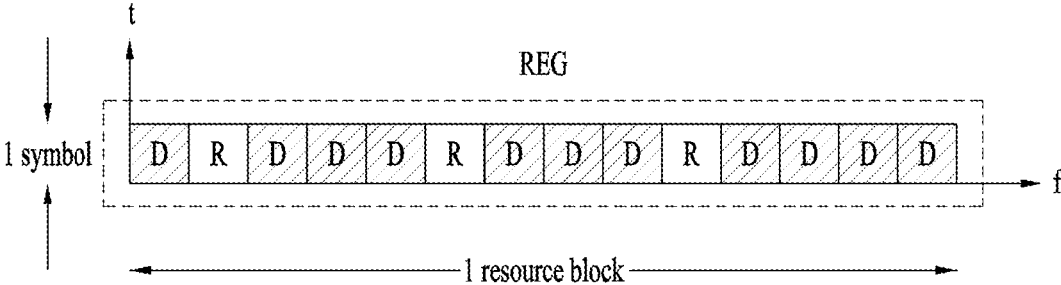 t
REG
1 symbol
D R D D D R D D D R D D D D
f
1 resource block